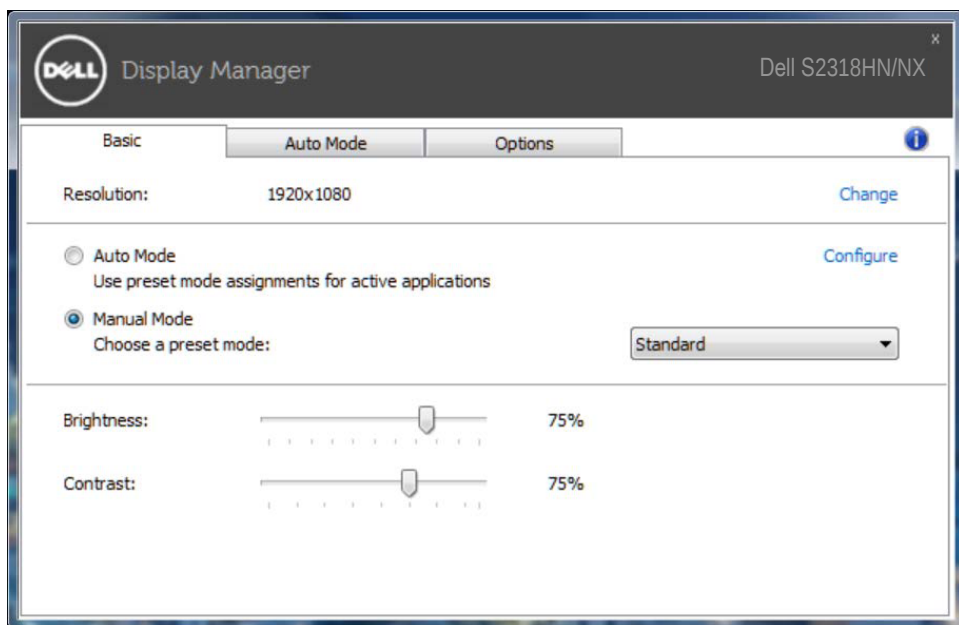 x
DELL Display Manager Dell S2318HN/NX
Basic Auto Mode Options i
Resolution: 1920x1080 Change
Auto Mode Configure
Use preset mode assignments for active applications
Manual Mode
Choose a preset mode: Standard
Brightness: 75%
Contrast: 75%